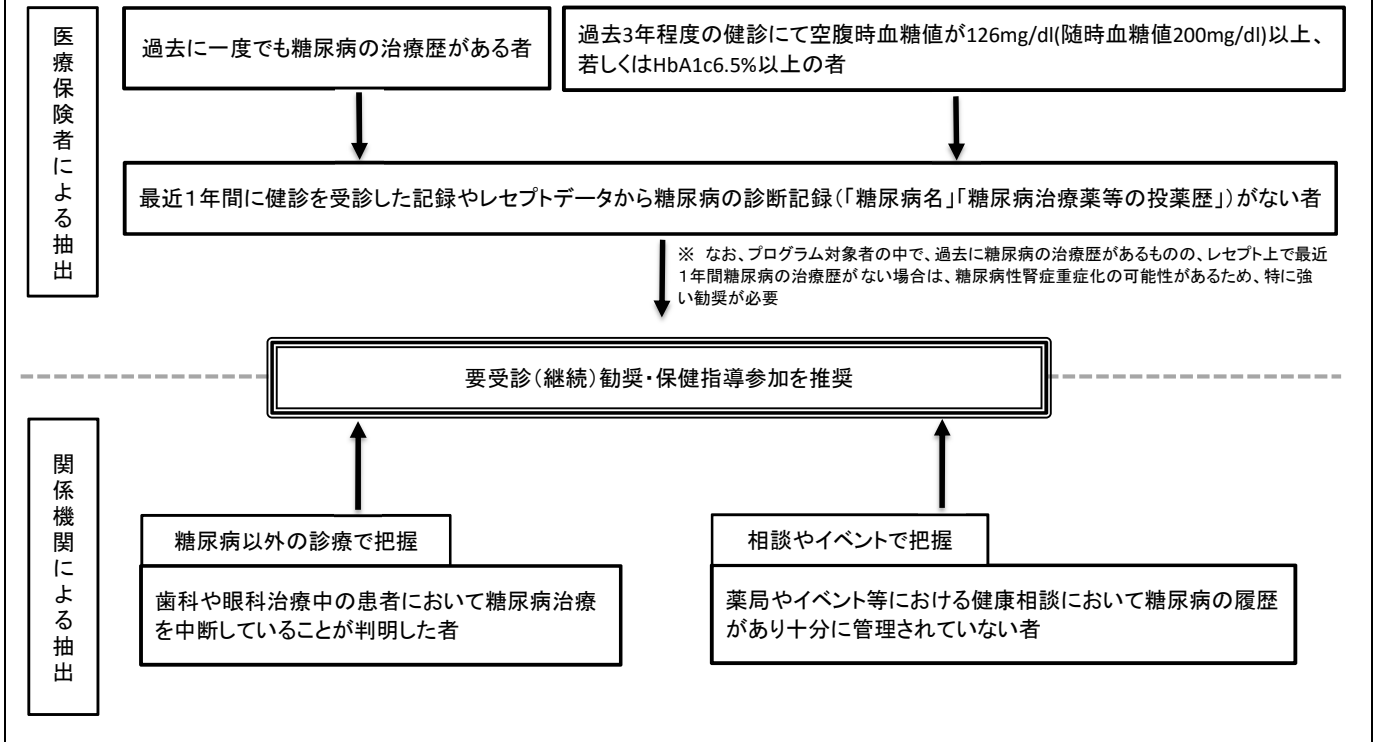 医療保険者による抽出
過去に一度でも糖尿病の治療歴がある者
過去3年程度の健診にて空腹時血糖値が126mg/dl(随時血糖値200mg/dl)以上、
若しくはHbA1c6.5%以上の者
最近1年間に健診を受診した記録やレセプトデータから糖尿病の診断記録(「糖尿病名」「糖尿病治療薬等の投薬歴」)がない者
※ なお、プログラム対象者の中で、過去に糖尿病の治療歴があるものの、レセプト上で最近
1年間糖尿病の治療歴がない場合は、糖尿病性腎症重症化の可能性があるため、特に強
い勧奨が必要
要受診(継続)勧奨・保健指導参加を推奨
関係機関による抽出
糖尿病以外の診療で把握
歯科や眼科治療中の患者において糖尿病治療
を中断していることが判明した者
相談やイベントで把握
薬局やイベント等における健康相談において糖尿病の履歴
があり十分に管理されていない者